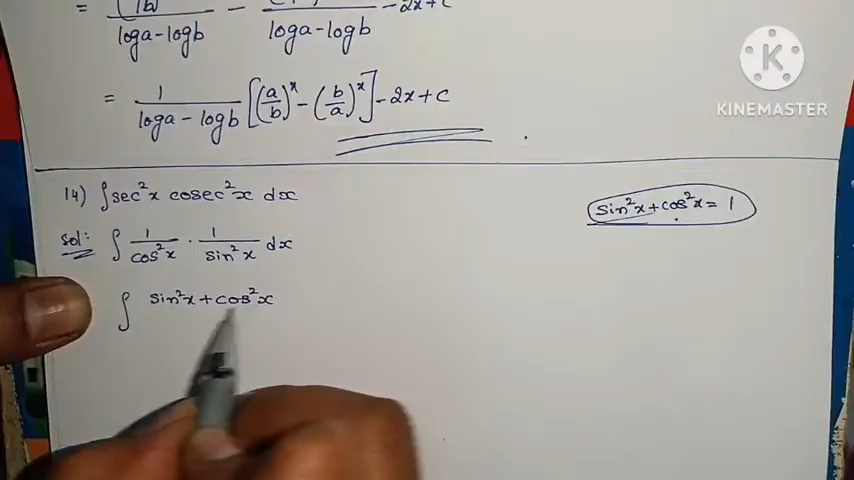 = loga-logb - loga-logb -2x+c
= 1/(loga - logb) [(a/b)^x - (b/a)^x] - 2x + c
14) ∫sec²x cosec²x dx
sin²x+cos²x = 1
Sol: ∫ 1/cos²x · 1/sin²x dx
∫ sin²x + cos²x
K
KINEMASTER